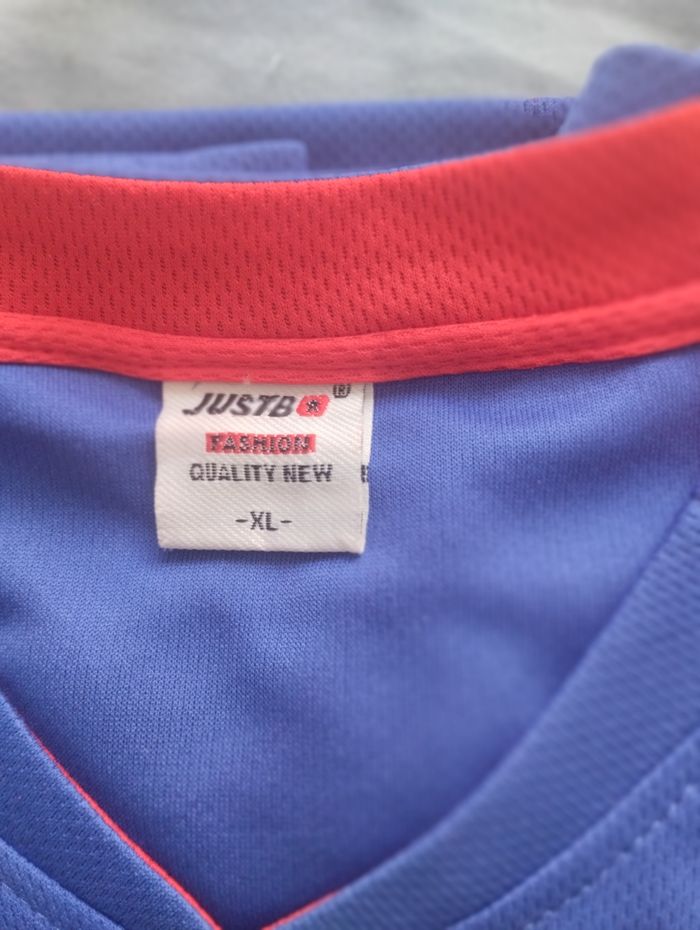 JUSTB ®
FASHION
QUALITY NEW
-XL-